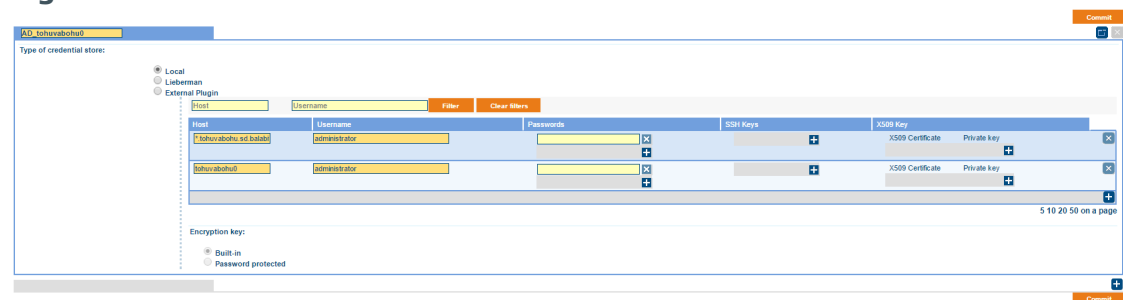 Commit
AD_tohuvabohu0
Type of credential store:
Local
Lieberman
External Plugin
Host Username Filter Clear filters
Host Username Passwords SSH Keys X509 Key
*.tohuvabohu.sd.balabi administrator X509 Certificate Private key
tohuvabohu0 administrator X509 Certificate Private key
5 10 20 50 on a page
Encryption key:
Built-in
Password protected
Commit